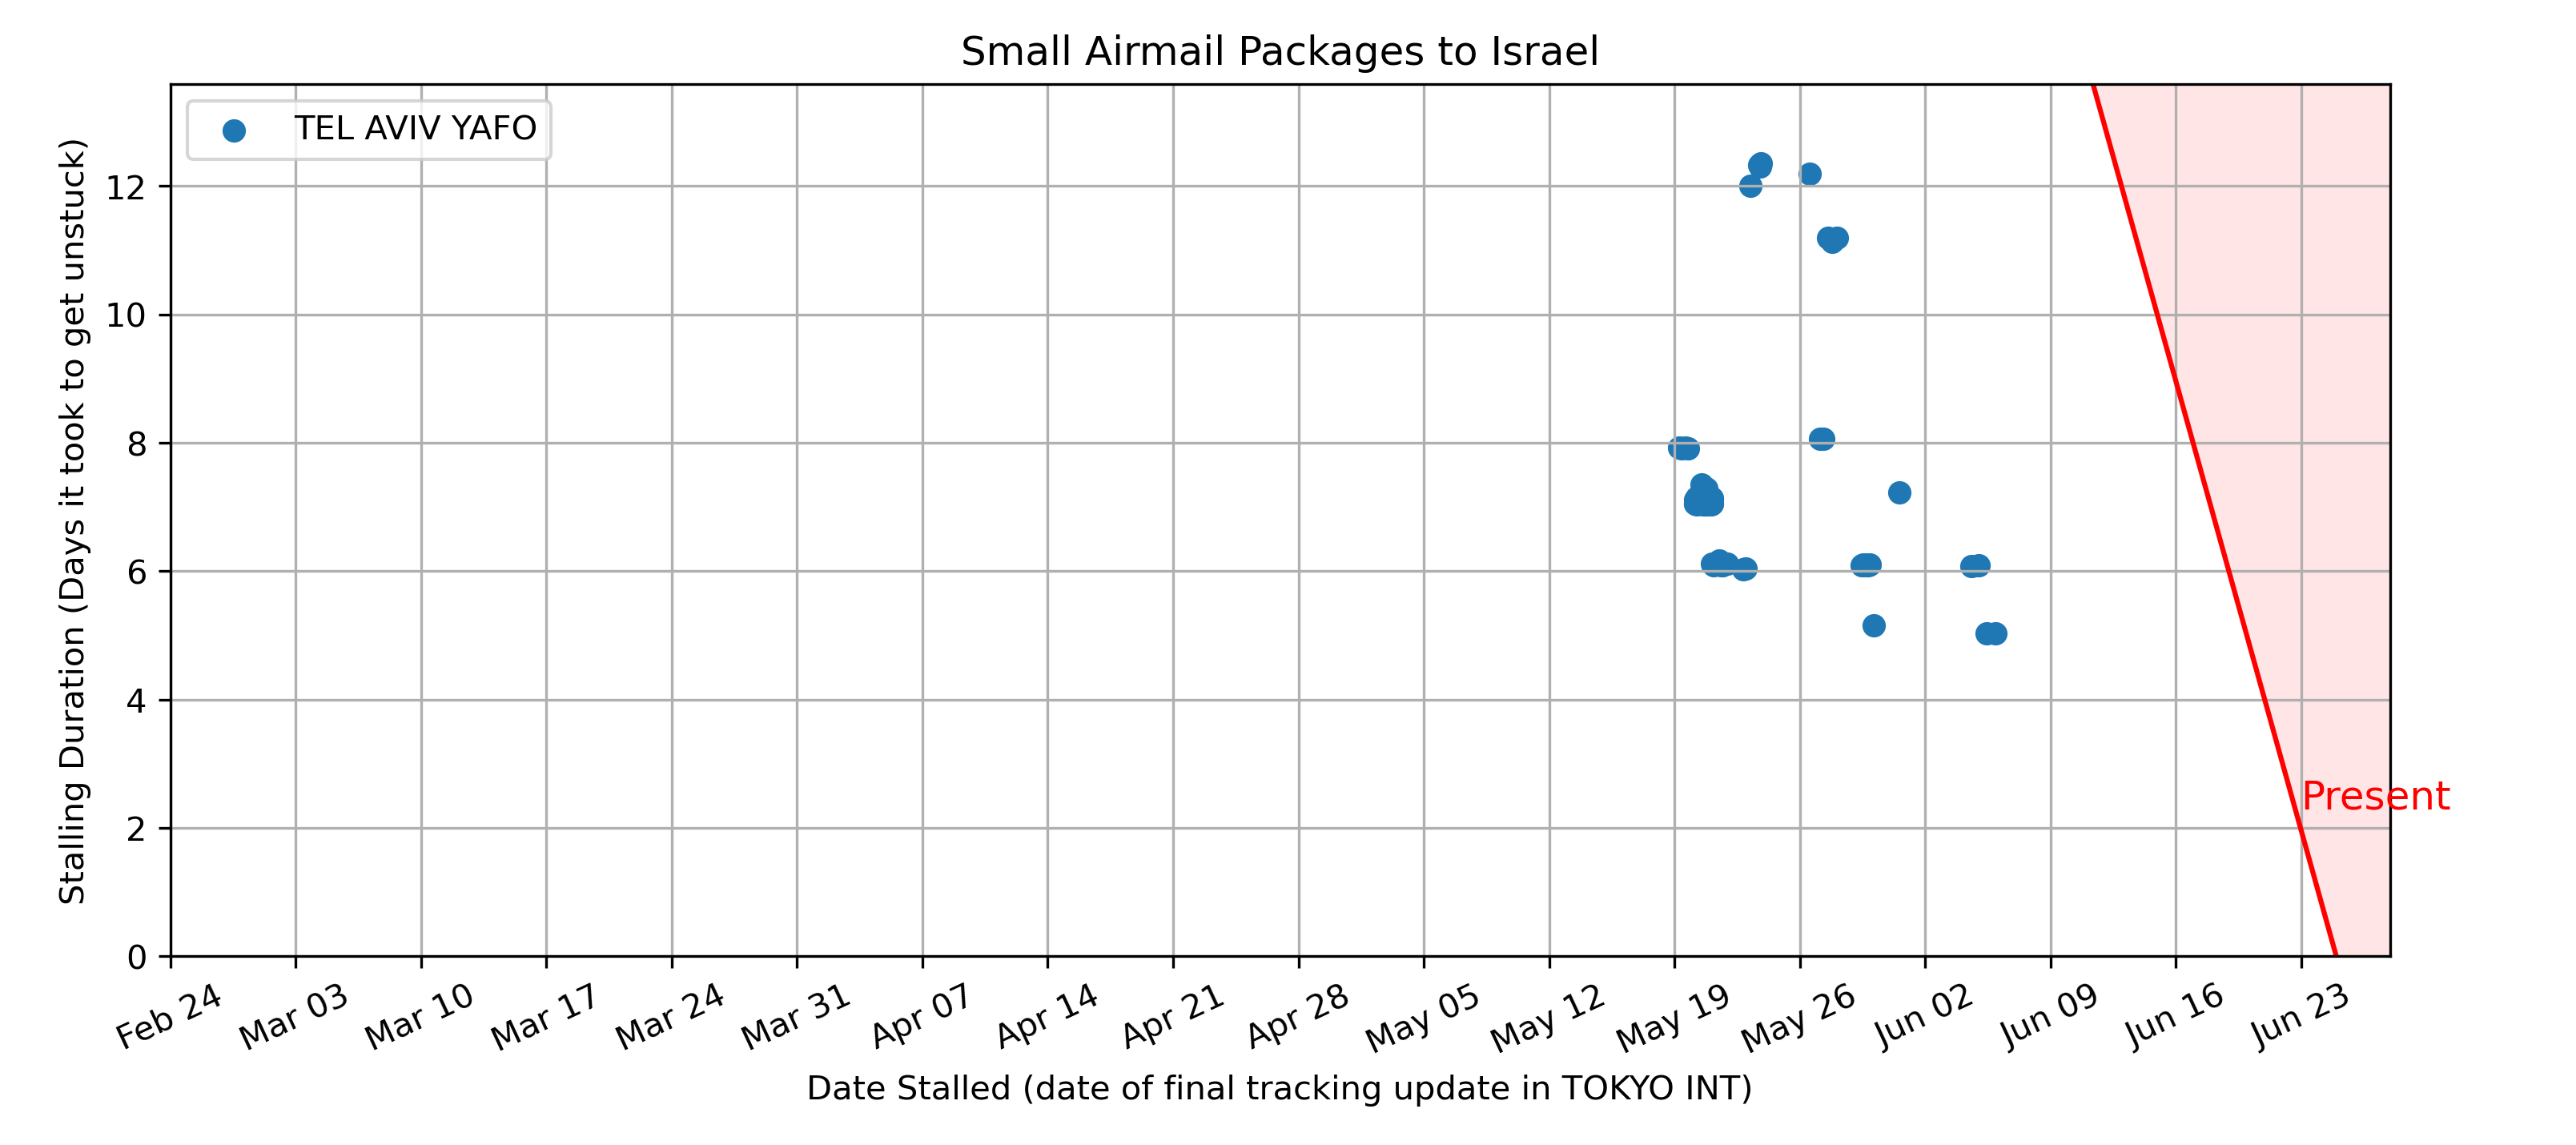 Small Airmail Packages to Israel
TEL AVIV YAFO
Stalling Duration (Days it took to get unstuck)
12
10
8
6
4
2
0
Present
Feb 24
Mar 03
Mar 10
Mar 17
Mar 24
Mar 31
Apr 07
Apr 14
Apr 21
Apr 28
May 05
May 12
May 19
May 26
Jun 02
Jun 09
Jun 16
Jun 23
Date Stalled (date of final tracking update in TOKYO INT)